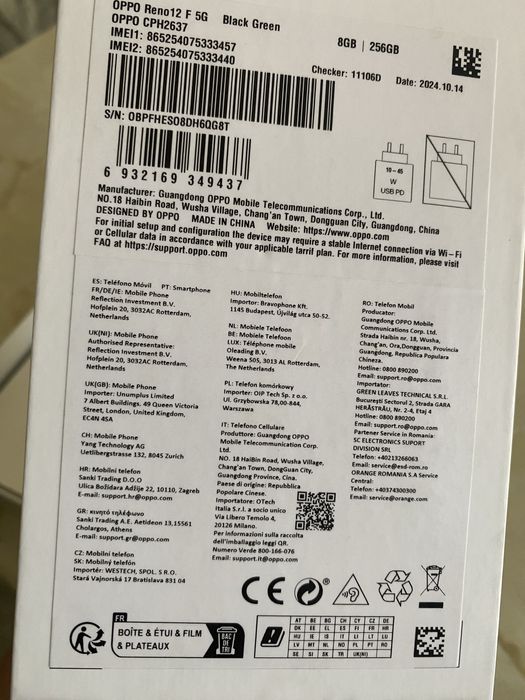 OPPO Reno12 F 5G Black Green
OPPO CPH2637 8GB | 256GB
IMEI1: 865254075333457
IMEI2: 865254075333440
Checker: 11106D Date: 2024.10.14
S/N: OBPFHESO8DH6QG8T
6 932169 349437
10-45
W
USB PD
Manufacturer: Guangdong OPPO Mobile Telecommunications Corp., Ltd.
NO.18 Haibin Road, Wusha Village, Chang'an Town, Dongguan City, Guangdong, China
DESIGNED BY OPPO MADE IN CHINA Website: https://www.oppo.com
For initial setup and configuration the device may require a stable Internet connection via Wi-Fi
or Cellular data in accordance with your applicable tarril plan. For more information, please visit
FAQ at https://support.oppo.com
ES: Teléfono Móvil PT: Smartphone
FR/DE/IE: Mobile Phone
Reflection Investment B.V.
Hofplein 20, 3032AC Rotterdam,
Netherlands
UK(NI): Mobile Phone
Authorised Representative:
Reflection Investment B.V.
Hofplein 20, 3032AC Rotterdam,
Netherlands
UK(GB): Mobile Phone
Importer: Unumplus Limited
7 Albert Buildings, 49 Queen Victoria
Street, London, United Kingdom,
EC4N 4SA
CH: Mobile Phone
Yang Technology AG
Uetlibergstrasse 132, 8045 Zurich
HR: Mobilni telefon
Sanki Trading D.O.O
Ulica Božidara Adžije 22, 10110, Zagreb
E-mail: support.hr@oppo.com
GR: κινητό τηλέφωνο
Sanki Trading A.E. Aetideon 13,15561
Cholargos, Athens
E-mail: support.gr@oppo.com
CZ: Mobilní telefon
SK: Mobilný telefón
Importér: WESTECH, SPOL. S R.O.
Stará Vajnorská 17 Bratislava 831 04
HU: Mobiltelefon
Importor: Bravophone Kft.
1145 Budapest, Újvilág utca 50-52.
NL: Mobiele Telefoon
BE: Mobiele Telefoon
LUX: Téléphone mobile
Oleading B.V.
Weena 505, 3013 AL Rotterdam,
The Netherlands
PL: Telefon komórkowy
Importer: OIP Tech Sp. z o.o.
Ul. Grzybowska 78,00-844,
Warszawa
IT: Telefono Cellulare
Produttore: Guangdong OPPO
Mobile Telecommunications Corp.
Ltd.
NO. 18 HaiBin Road, Wusha Village,
Chang'an Town, DongGuan City,
Guangdong Province, Cina.
Paese di origine: Repubblica
Popolare Cinese.
Importatore: OTech
Italia S.r.l. a socio unico
Via Libero Temolo 4,
20126 Milano.
Per informazioni sulla raccolta
dell'imballaggio leggi QR.
Numero Verde 800-166-076
Email: support.it@oppo.com
RO: Telefon Mobil
Producator:
Guangdong OPPO Mobile
Communications Corp. Ltd.
Strada Haibin nr. 18, Wusha,
Chang'an, Ora,Dongguan, Provincia
Guangdong, Republica Populara
Chineza.
Hotline: 0800 890200
Email: support.ro@oppo.com
Importator:
GREEN LEAVES TECHNICAL S.R.L.
București Sectorul 2, Strada GARA
HERĂSTRĂU, Nr. 2-4, Etaj 4
Hotline: 0800 890200
Email: support.ro@oppo.com
Partener Service in Romania:
SC ELECTRONICS SUPORT
DIVISION SRL
Telefon: +40213266063
Email: service@esd-rom.ro
ORANGE ROMANIA S.A Service
Central:
Telefon: +40374300300
Email: service@orange.com
CE
FR
BOÎTE & ÉTUI & FILM
& PLATEAUX
BAC
DE
TRI
AT BE BG CH CY CZ DE
DK EE EL ES FI FR HR
HU IE IS IT LI LT LU
LV MT NL NO PL PT RO
SE SI SK TR UK(NI)